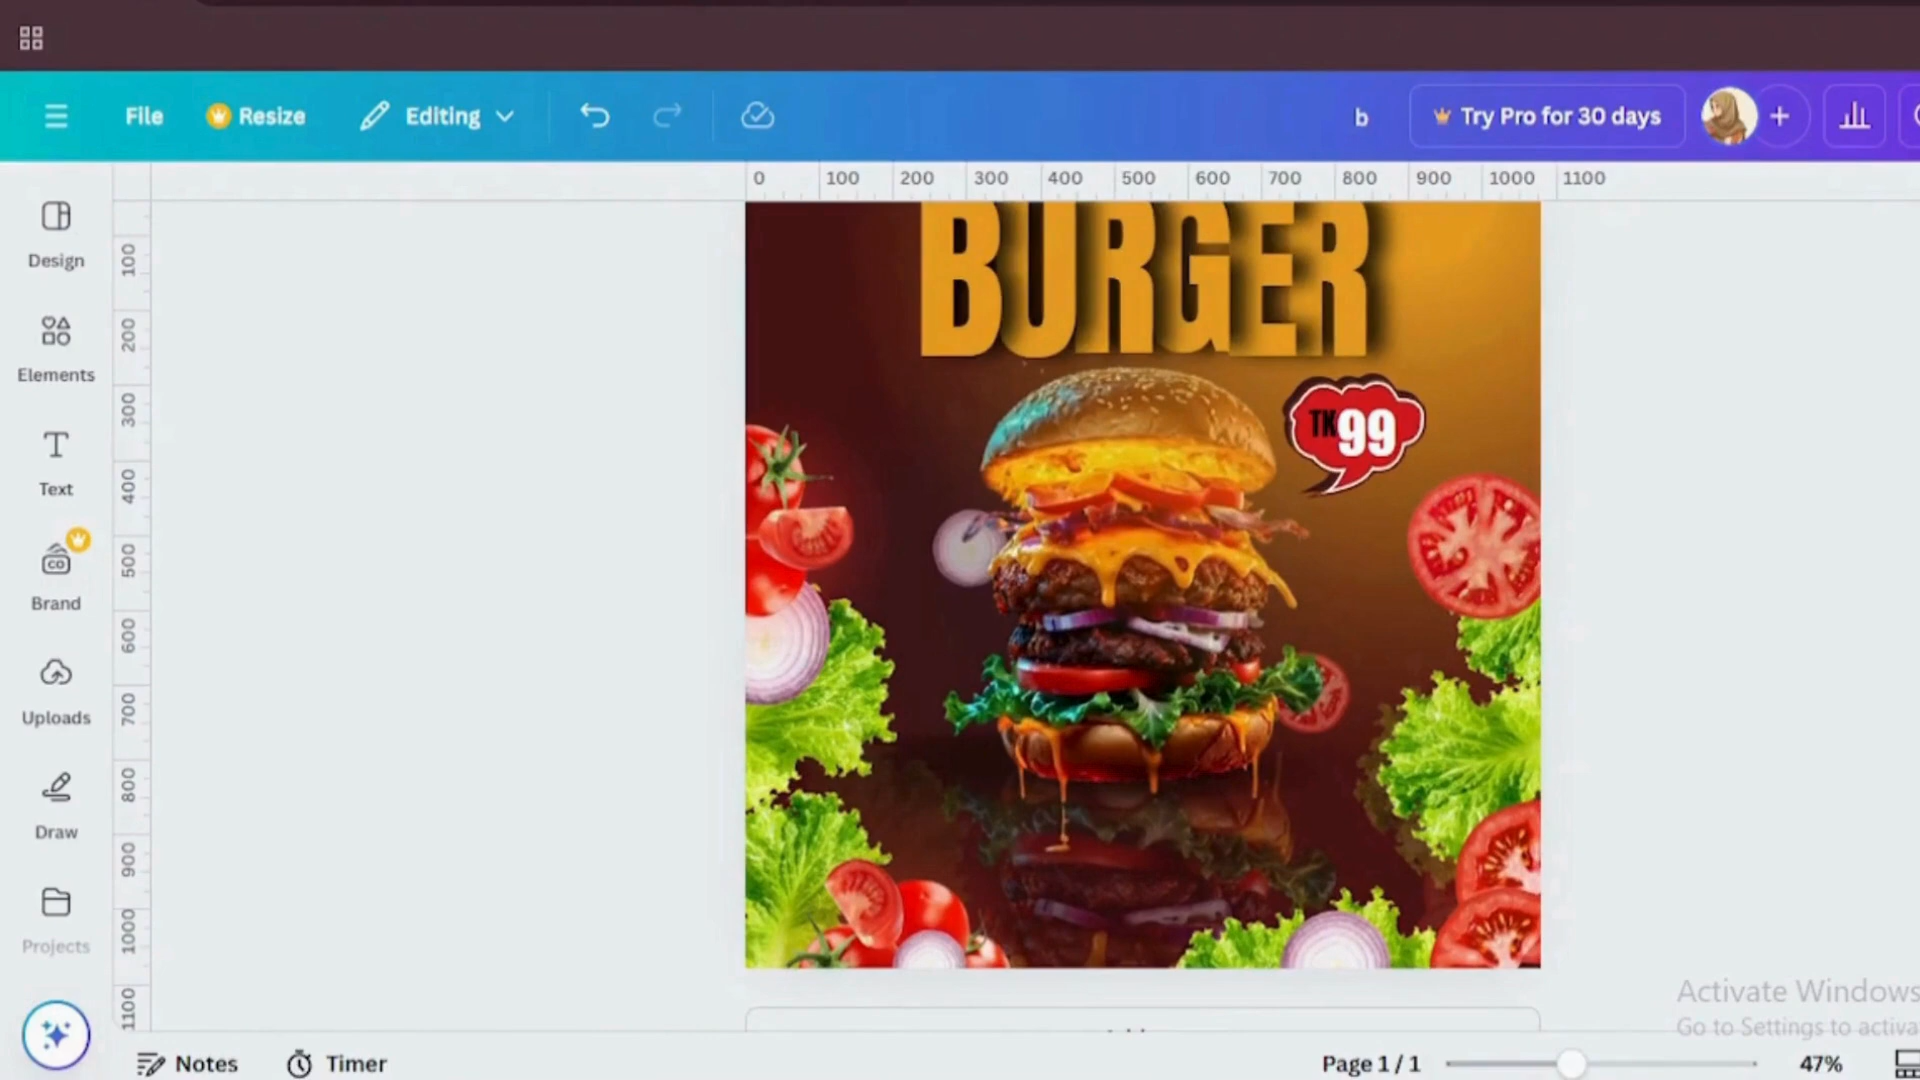 File
Resize
Editing
b
Try Pro for 30 days
0 100 200 300 400 500 600 700 800 900 1000 1100
100
200
300
400
500
600
700
800
900
1000
1100
Design
Elements
Text
CO
Brand
Uploads
Draw
Projects
BURGER
TK99
Activate Windows
Go to Settings to activa
Notes
Timer
Page 1 / 1
47%